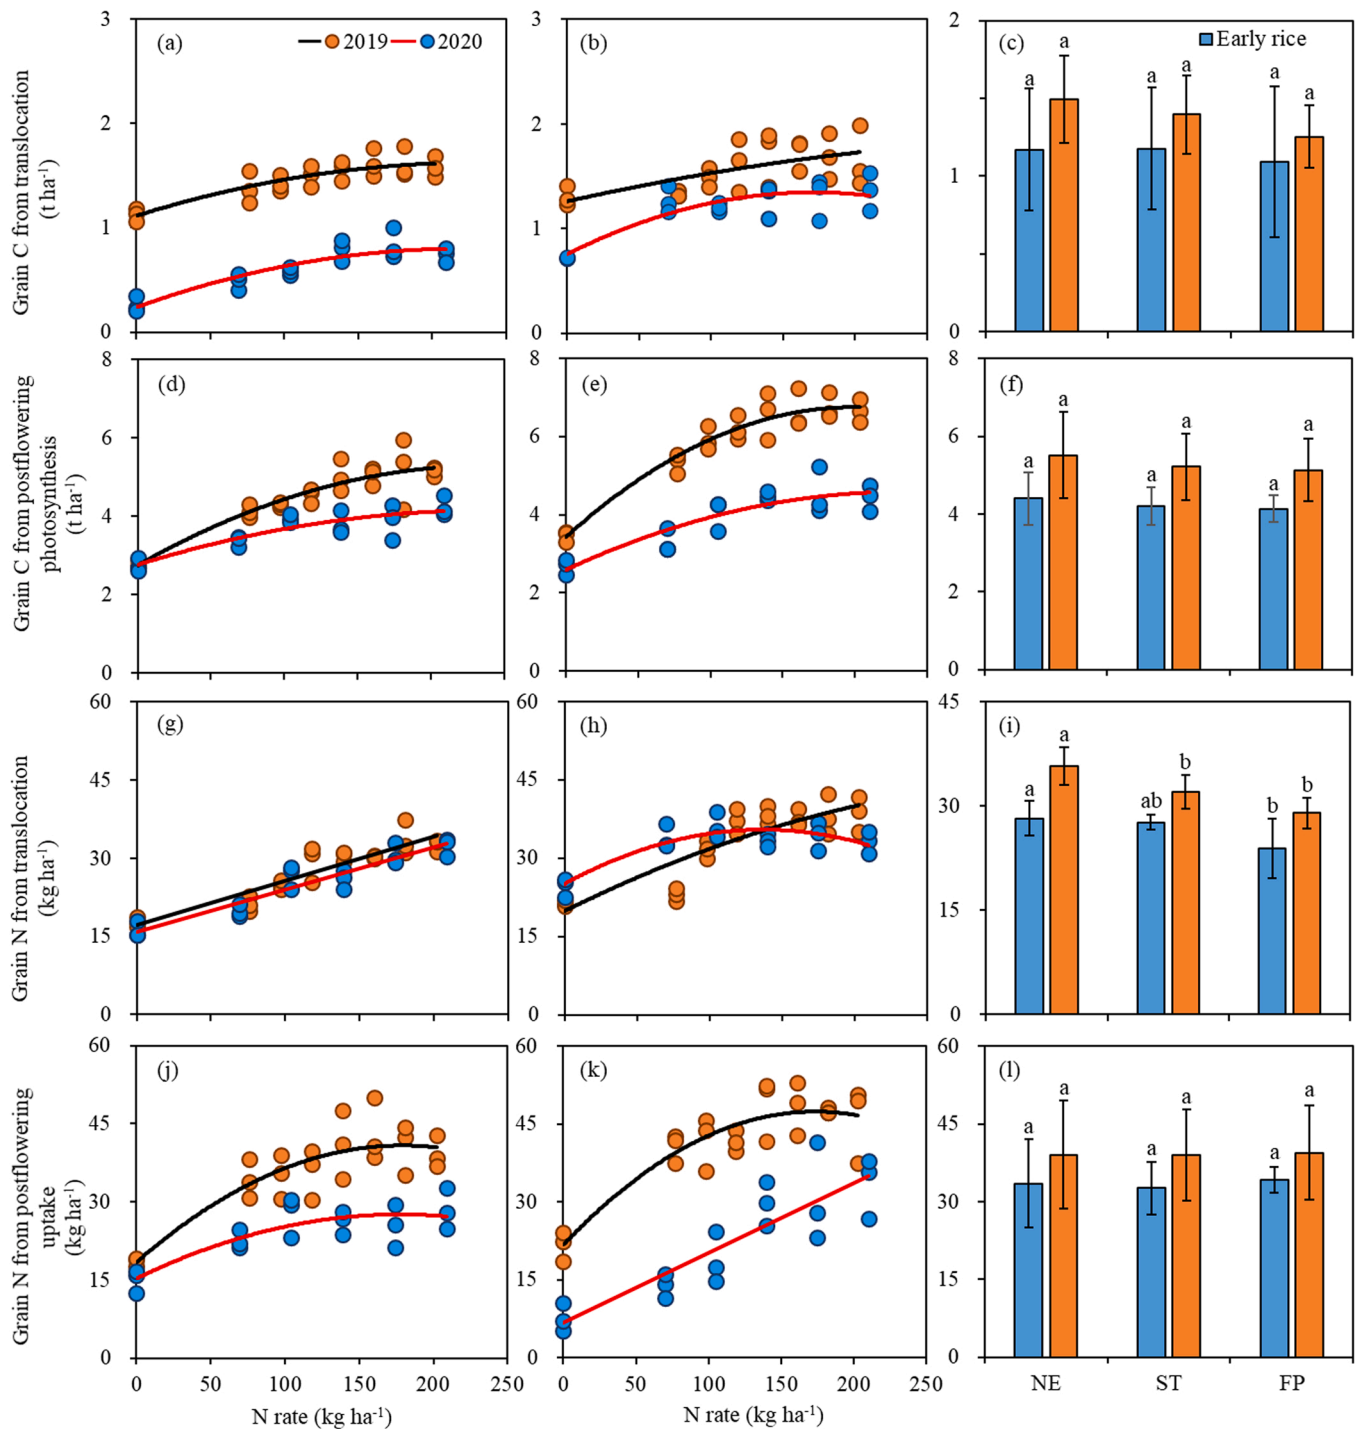 Grain C from translocation
(t ha⁻¹)
3
2
1
0
(a)
2019
2020
3
2
1
0
(b)
2
1
0
(c)
Early rice
a
a
a
a
a
a
Grain C from postflowering
photosynthesis
(t ha⁻¹)
8
6
4
2
0
(d)
8
6
4
2
0
(e)
8
6
4
2
0
(f)
a
a
a
a
a
a
Grain N from translocation
(kg ha⁻¹)
60
45
30
15
0
(g)
60
45
30
15
0
(h)
45
30
15
0
(i)
a
a
ab
b
b
b
Grain N from postflowering
uptake
(kg ha⁻¹)
60
45
30
15
0
(j)
60
45
30
15
0
(k)
60
45
30
15
0
(l)
a
a
a
a
a
a
0 50 100 150 200 250
N rate (kg ha⁻¹)
0 50 100 150 200 250
N rate (kg ha⁻¹)
NE ST FP